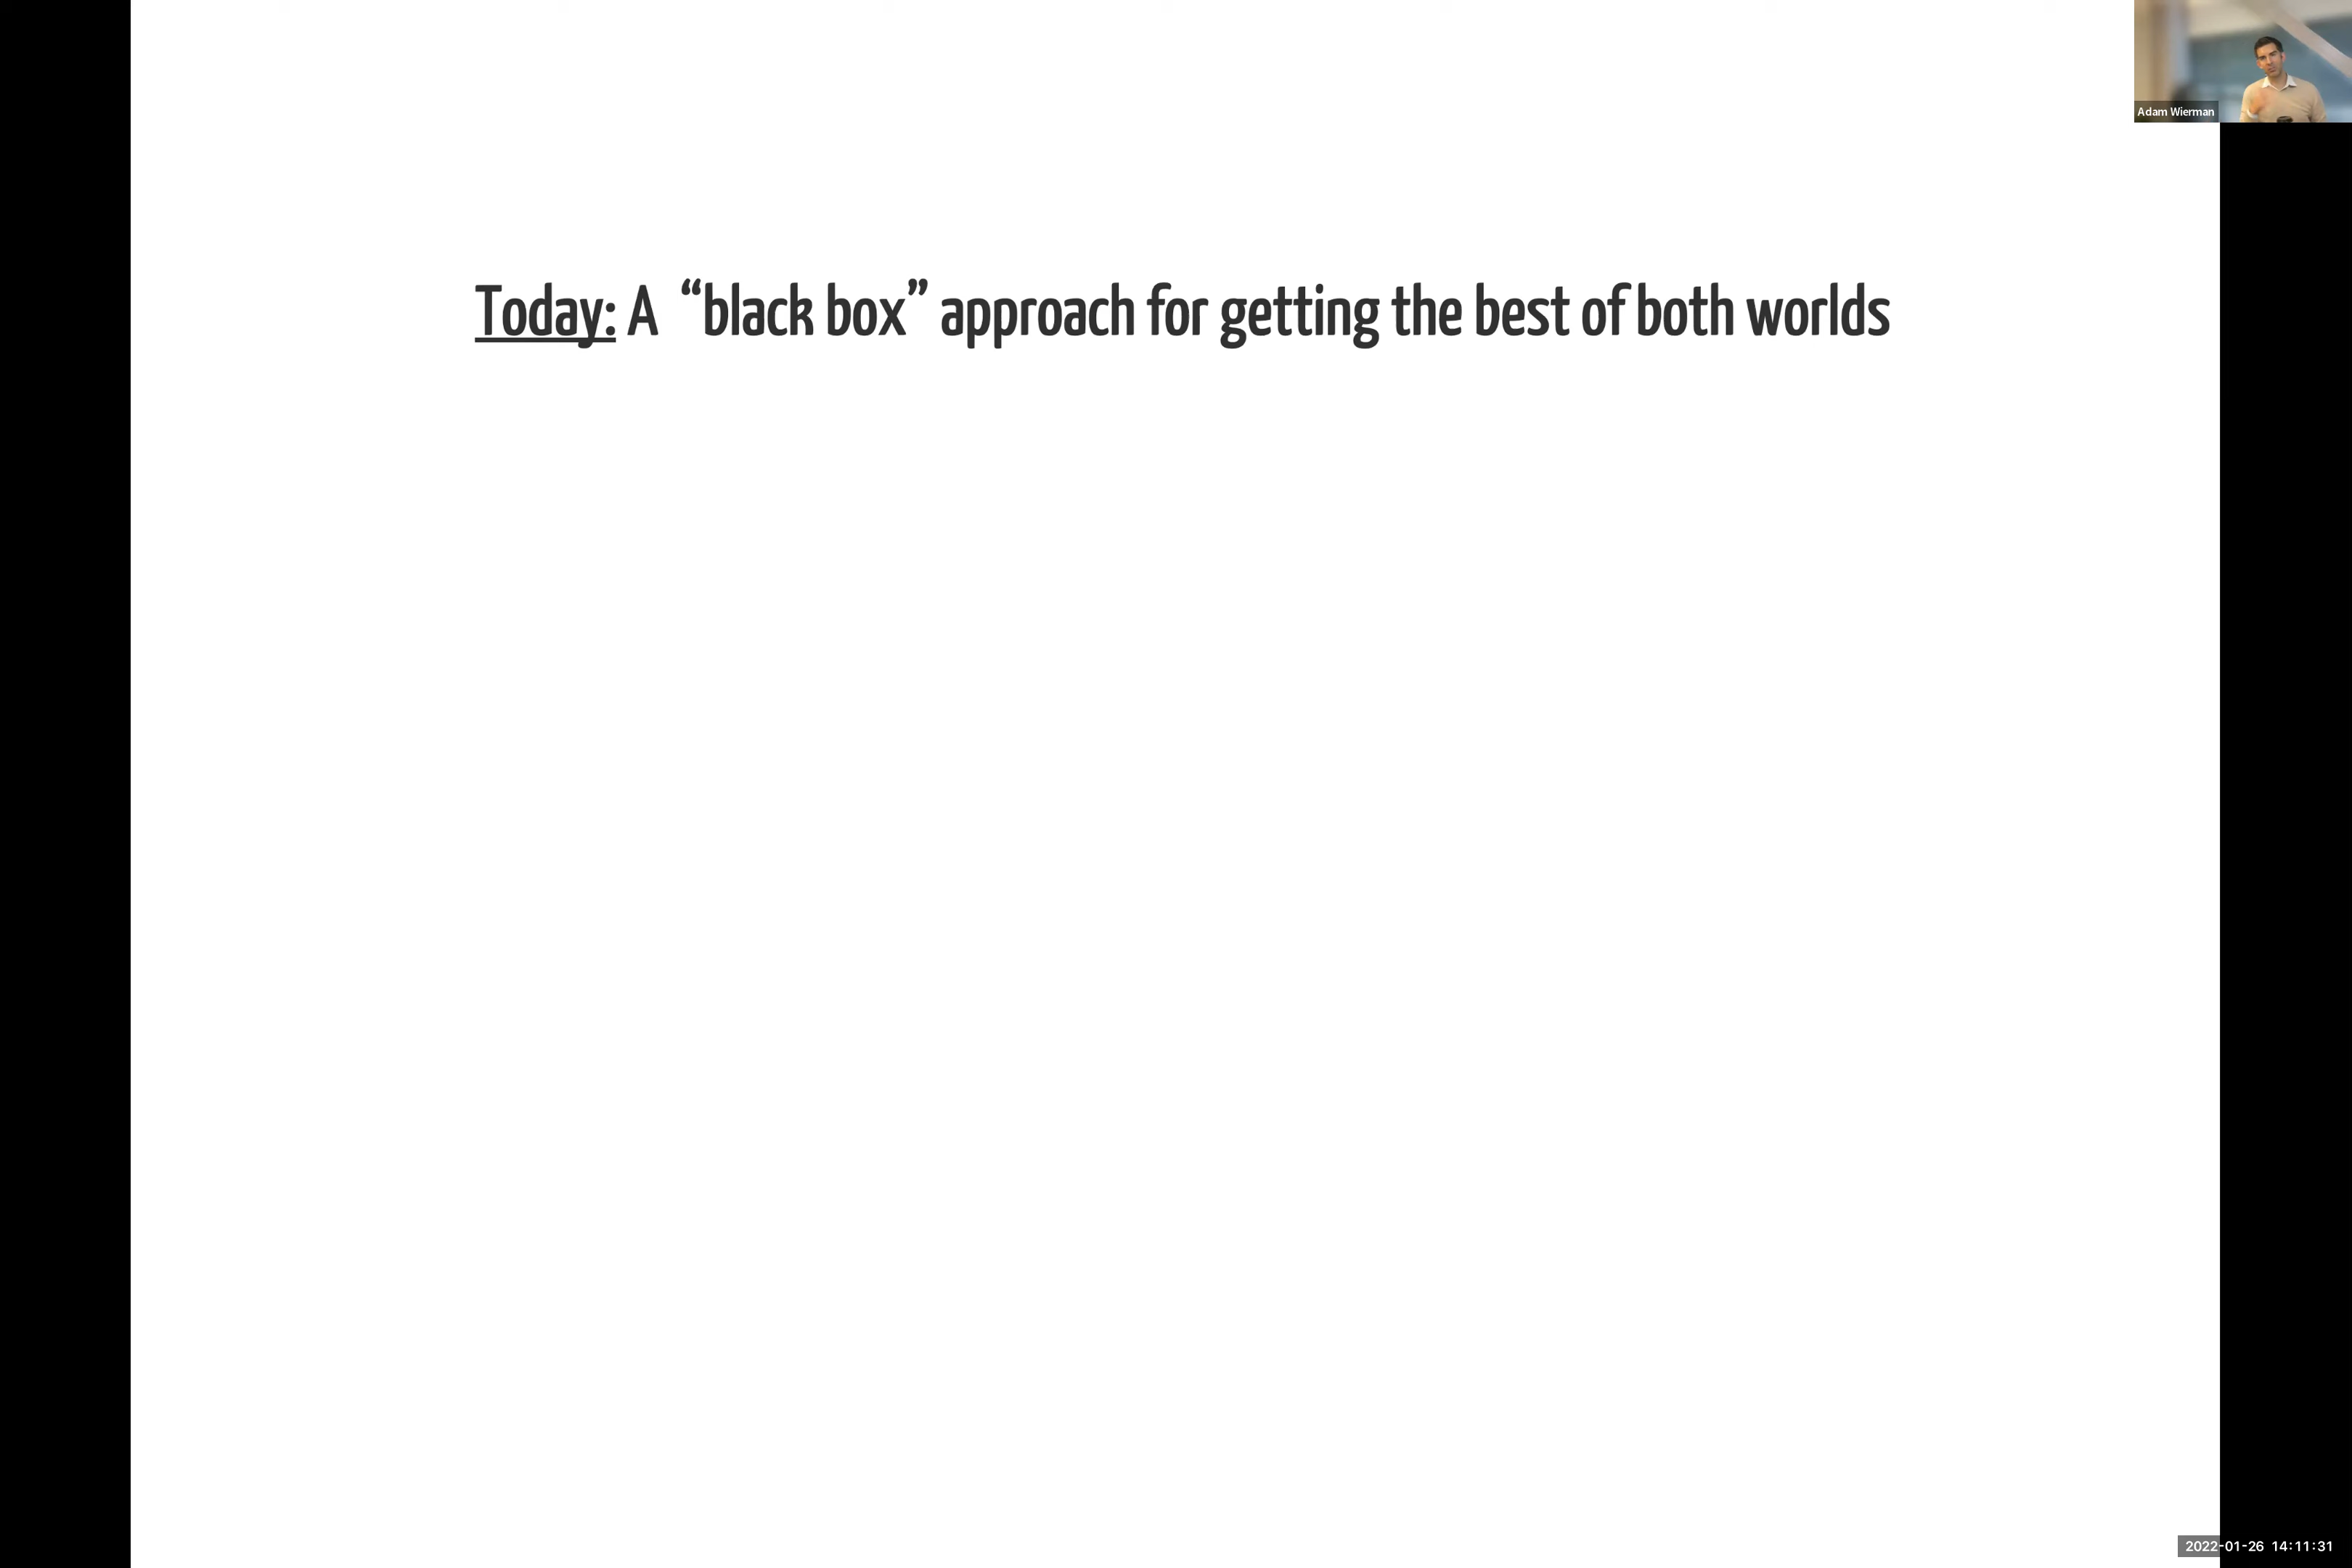 Adam Wierman
Today: A “black box” approach for getting the best of both worlds
2022-01-26 14:11:31